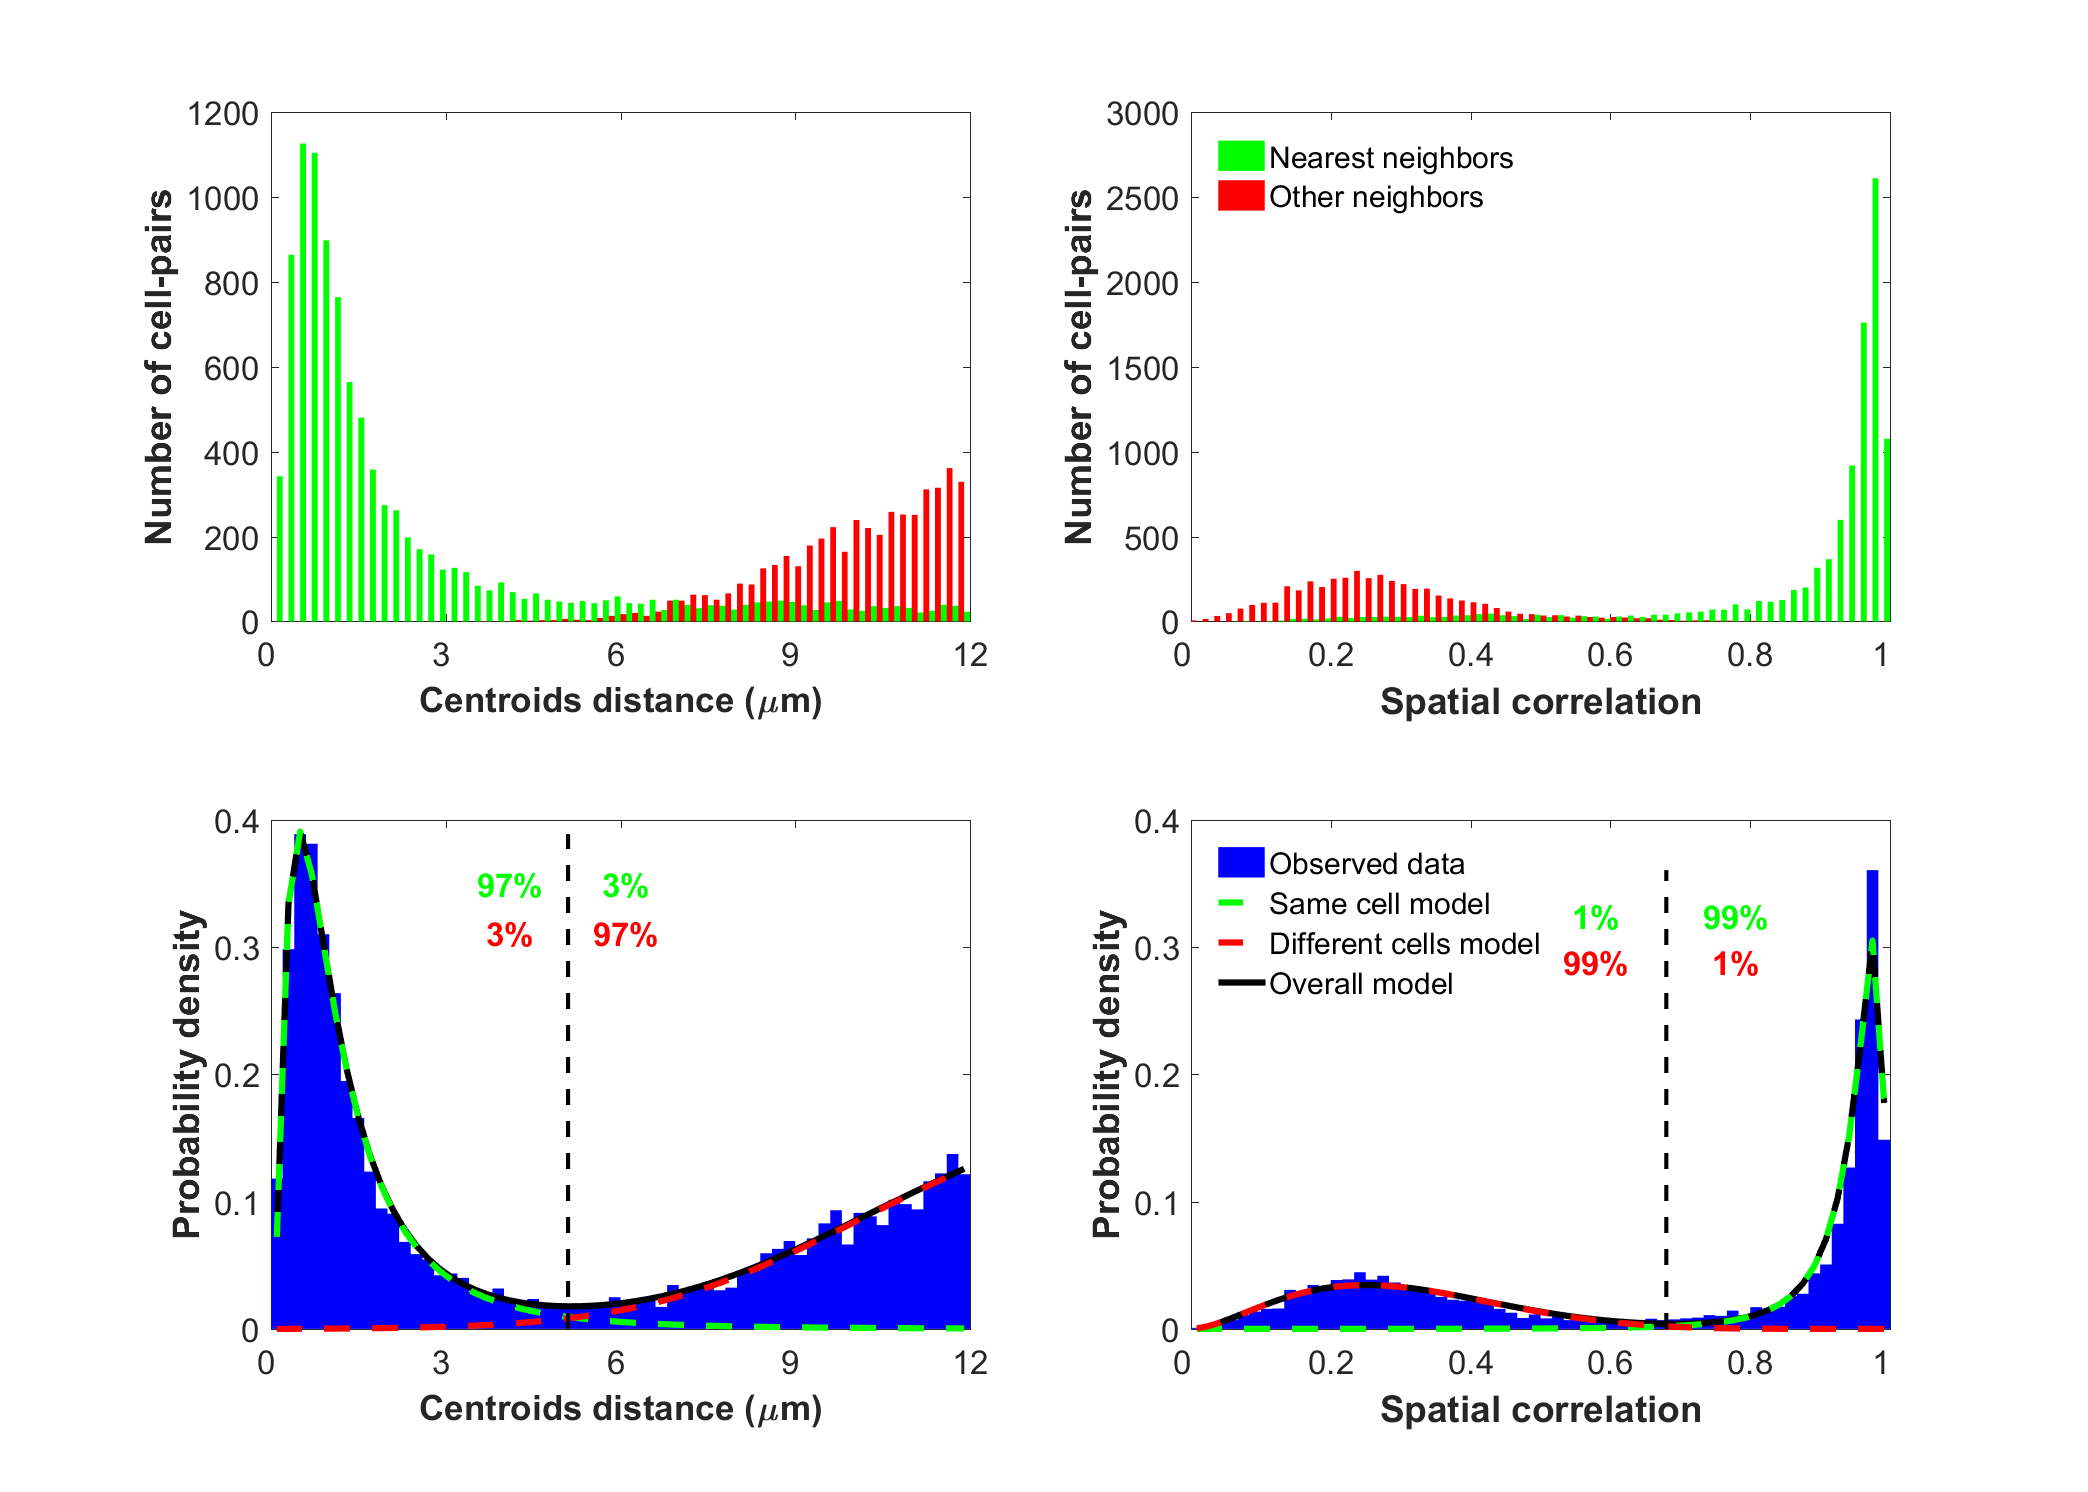 1200
1000
800
600
400
200
0
0 3 6 9 12
Number of cell-pairs
Centroids distance (μm)
3000
2500
2000
1500
1000
500
0
0 0.2 0.4 0.6 0.8 1
Number of cell-pairs
Spatial correlation
Nearest neighbors
Other neighbors
0.4
0.3
0.2
0.1
0
0 3 6 9 12
Probability density
Centroids distance (μm)
97% 3%
3% 97%
0.4
0.3
0.2
0.1
0
0 0.2 0.4 0.6 0.8 1
Probability density
Spatial correlation
Observed data
Same cell model
Different cells model
Overall model
1% 99%
99% 1%